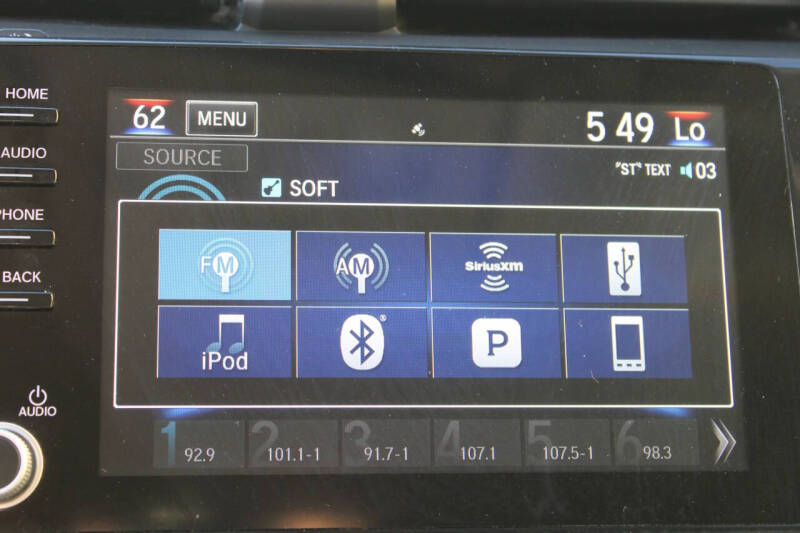 HOME
AUDIO
PHONE
BACK
AUDIO
62 MENU 5 49 Lo
SOURCE "ST" TEXT 03
SOFT
FM AM SiriusXM
iPod ® P
1 92.9 2 101.1-1 3 91.7-1 4 107.1 5 107.5-1 6 98.3